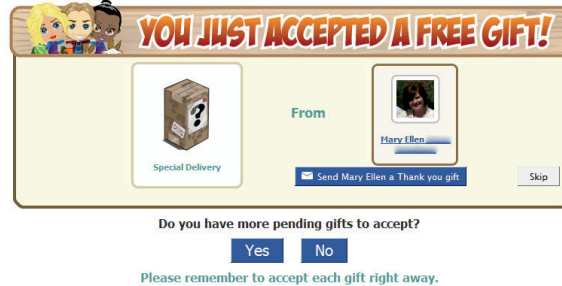 YOU JUST ACCEPTED A FREE GIFT!
?
From
Special Delivery
Mary Ellen
Send Mary Ellen a Thank you gift
Skip
Do you have more pending gifts to accept?
Yes No
Please remember to accept each gift right away.